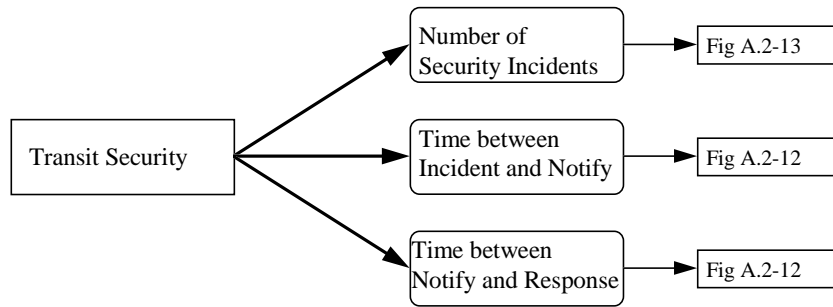 Number of
Security Incidents
Fig A.2-13
Transit Security
Time between
Incident and Notify
Fig A.2-12
Time between
Notify and Response
Fig A.2-12